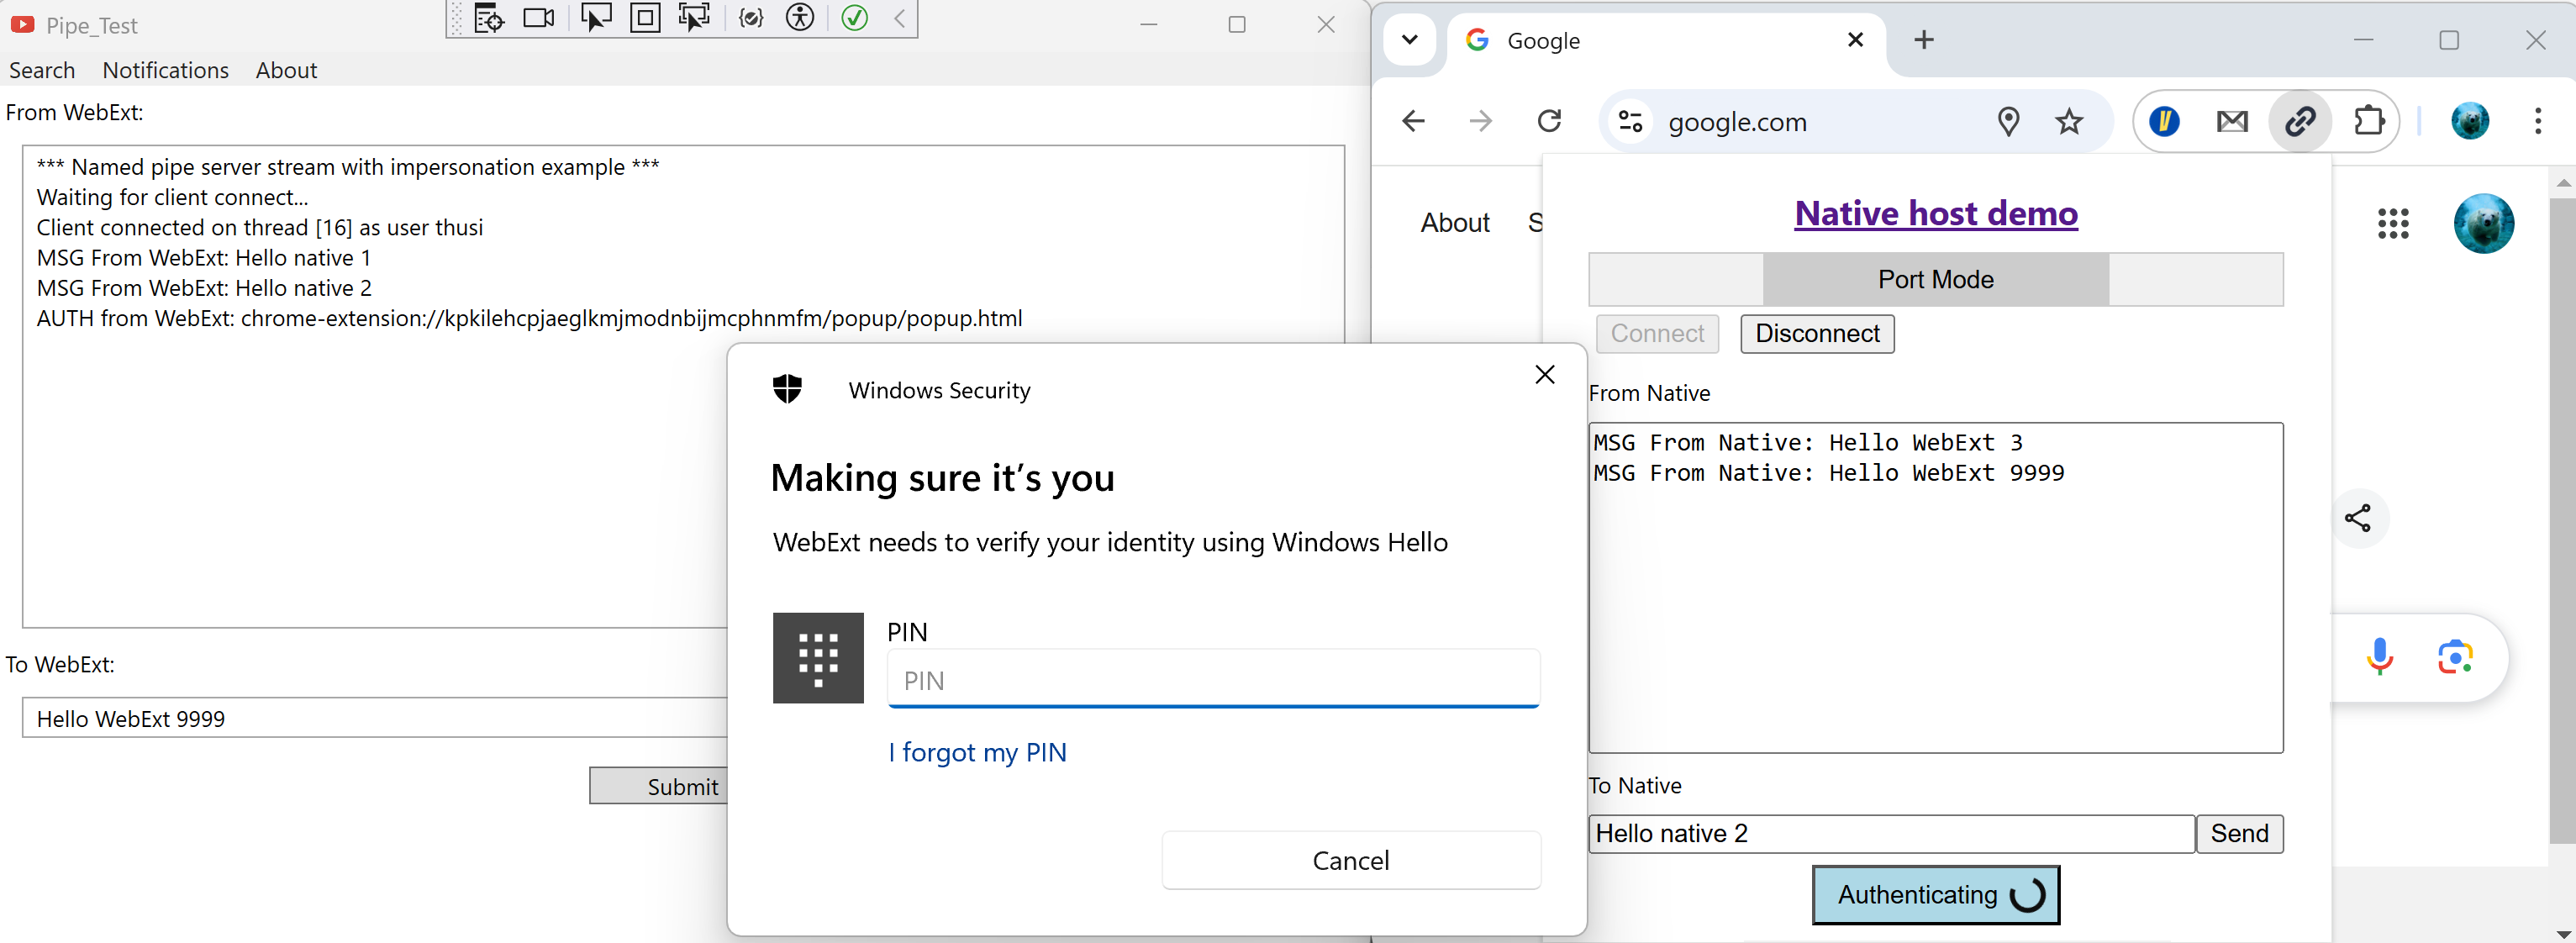 Pipe_Test
Search Notifications About
From WebExt:
*** Named pipe server stream with impersonation example ***
Waiting for client connect...
Client connected on thread [16] as user thusi
MSG From WebExt: Hello native 1
MSG From WebExt: Hello native 2
AUTH from WebExt: chrome-extension://kpkilehcpjaeglkmjmodnbijmcphnmfm/popup/popup.html
To WebExt:
Hello WebExt 9999
Submit
Windows Security
Making sure it's you
WebExt needs to verify your identity using Windows Hello
PIN
PIN
I forgot my PIN
Cancel
Google
google.com
About S
Native host demo
Port Mode
Connect Disconnect
From Native
MSG From Native: Hello WebExt 3
MSG From Native: Hello WebExt 9999
To Native
Hello native 2 Send
Authenticating